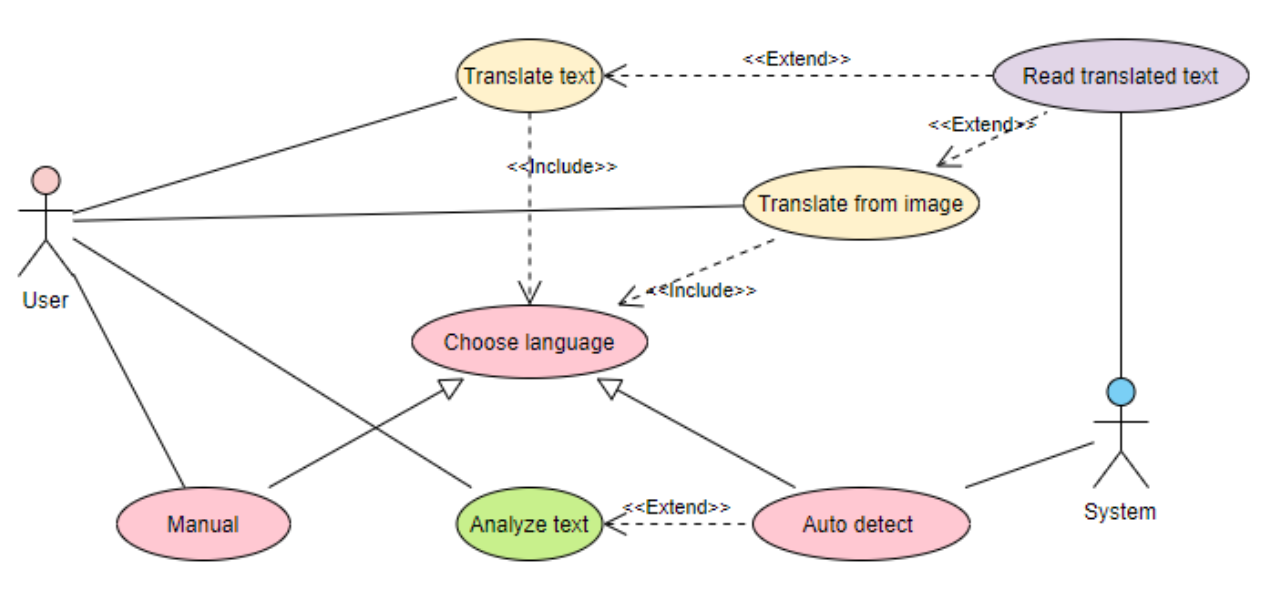 Translate text
<<Extend>>
Read translated text
<<Extend>>
<<Include>>
Translate from image
<<Include>>
User
Choose language
Manual
Analyze text
<<Extend>>
Auto detect
System